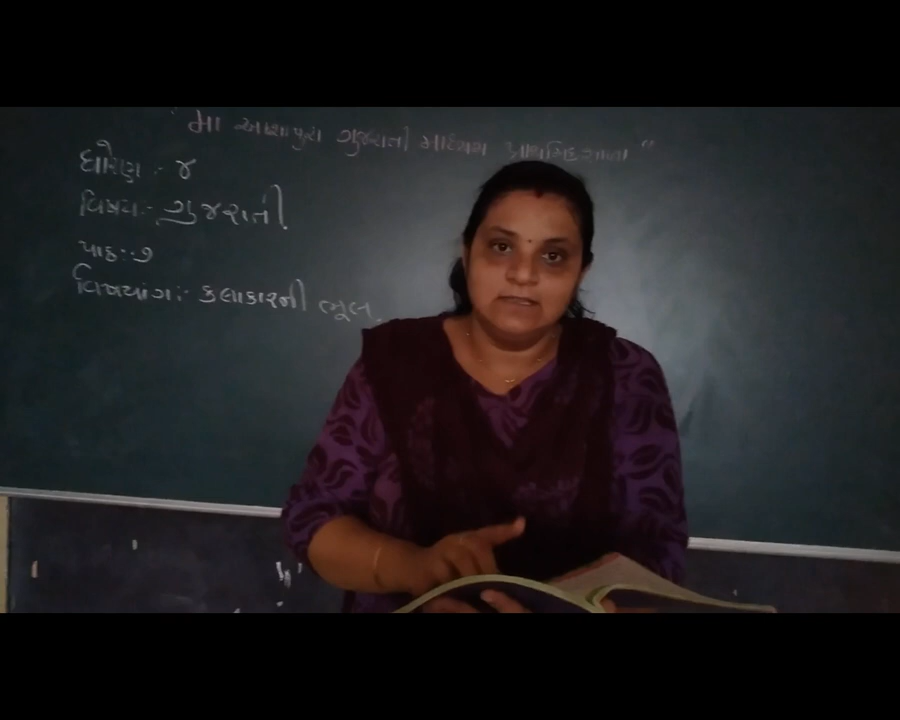 "મા આશાપુરા ગુજરાતી માધ્યમ પ્રાથમિક શાળા"
ધોરણ :- ૪
વિષય :- ગુજરાતી
પાઠ :- ૭
વિષયાંગ :- કલાકારની ભૂલ.